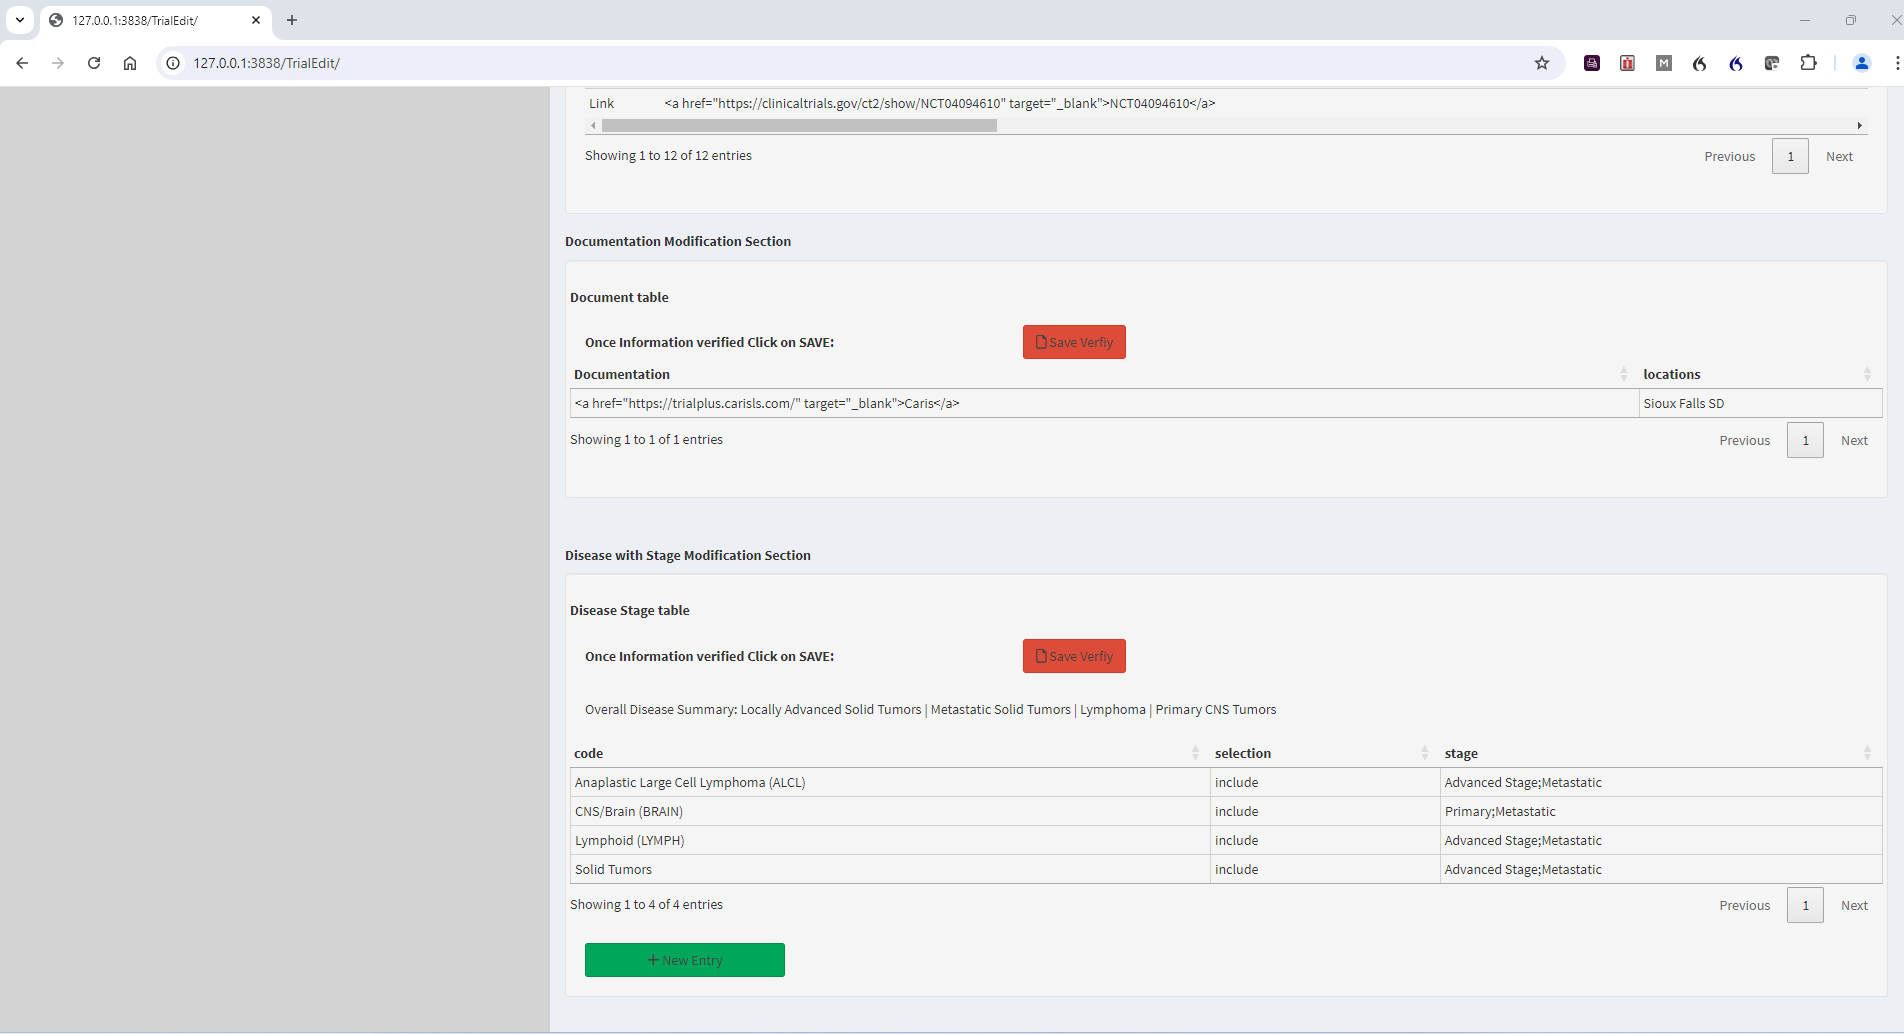 127.0.0.1:3838/TrialEdit/
127.0.0.1:3838/TrialEdit/
Link <a href="https://clinicaltrials.gov/ct2/show/NCT04094610" target="_blank">NCT04094610</a>
Showing 1 to 12 of 12 entries Previous 1 Next
Documentation Modification Section
Document table
Once Information verified Click on SAVE: Save Verfiy
Documentation locations
<a href="https://trialplus.carisls.com/" target="_blank">Caris</a> Sioux Falls SD
Showing 1 to 1 of 1 entries Previous 1 Next
Disease with Stage Modification Section
Disease Stage table
Once Information verified Click on SAVE: Save Verfiy
Overall Disease Summary: Locally Advanced Solid Tumors | Metastatic Solid Tumors | Lymphoma | Primary CNS Tumors
code selection stage
Anaplastic Large Cell Lymphoma (ALCL) include Advanced Stage;Metastatic
CNS/Brain (BRAIN) include Primary;Metastatic
Lymphoid (LYMPH) include Advanced Stage;Metastatic
Solid Tumors include Advanced Stage;Metastatic
Showing 1 to 4 of 4 entries Previous 1 Next
+ New Entry